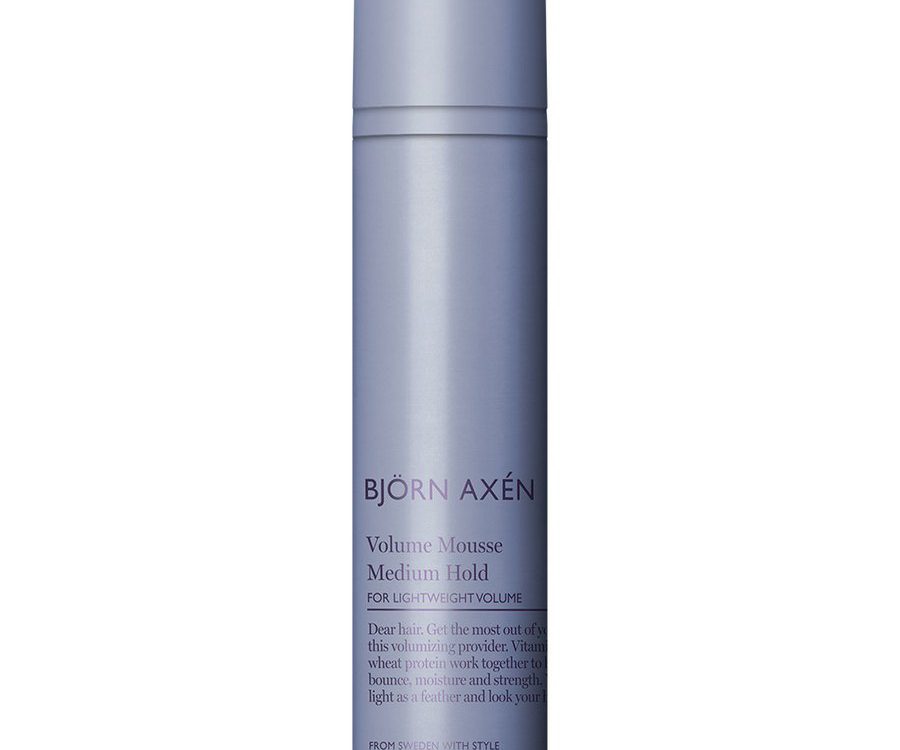 BJÖRN AXÉN
Volume Mousse
Medium Hold
FOR LIGHTWEIGHT VOLUME
Dear hair. Get the most out of
this volumizing provider.
wheat protein work together to
bounce, moisture and strength.
light as a feather and look your
FROM SWEDEN WITH STYLE